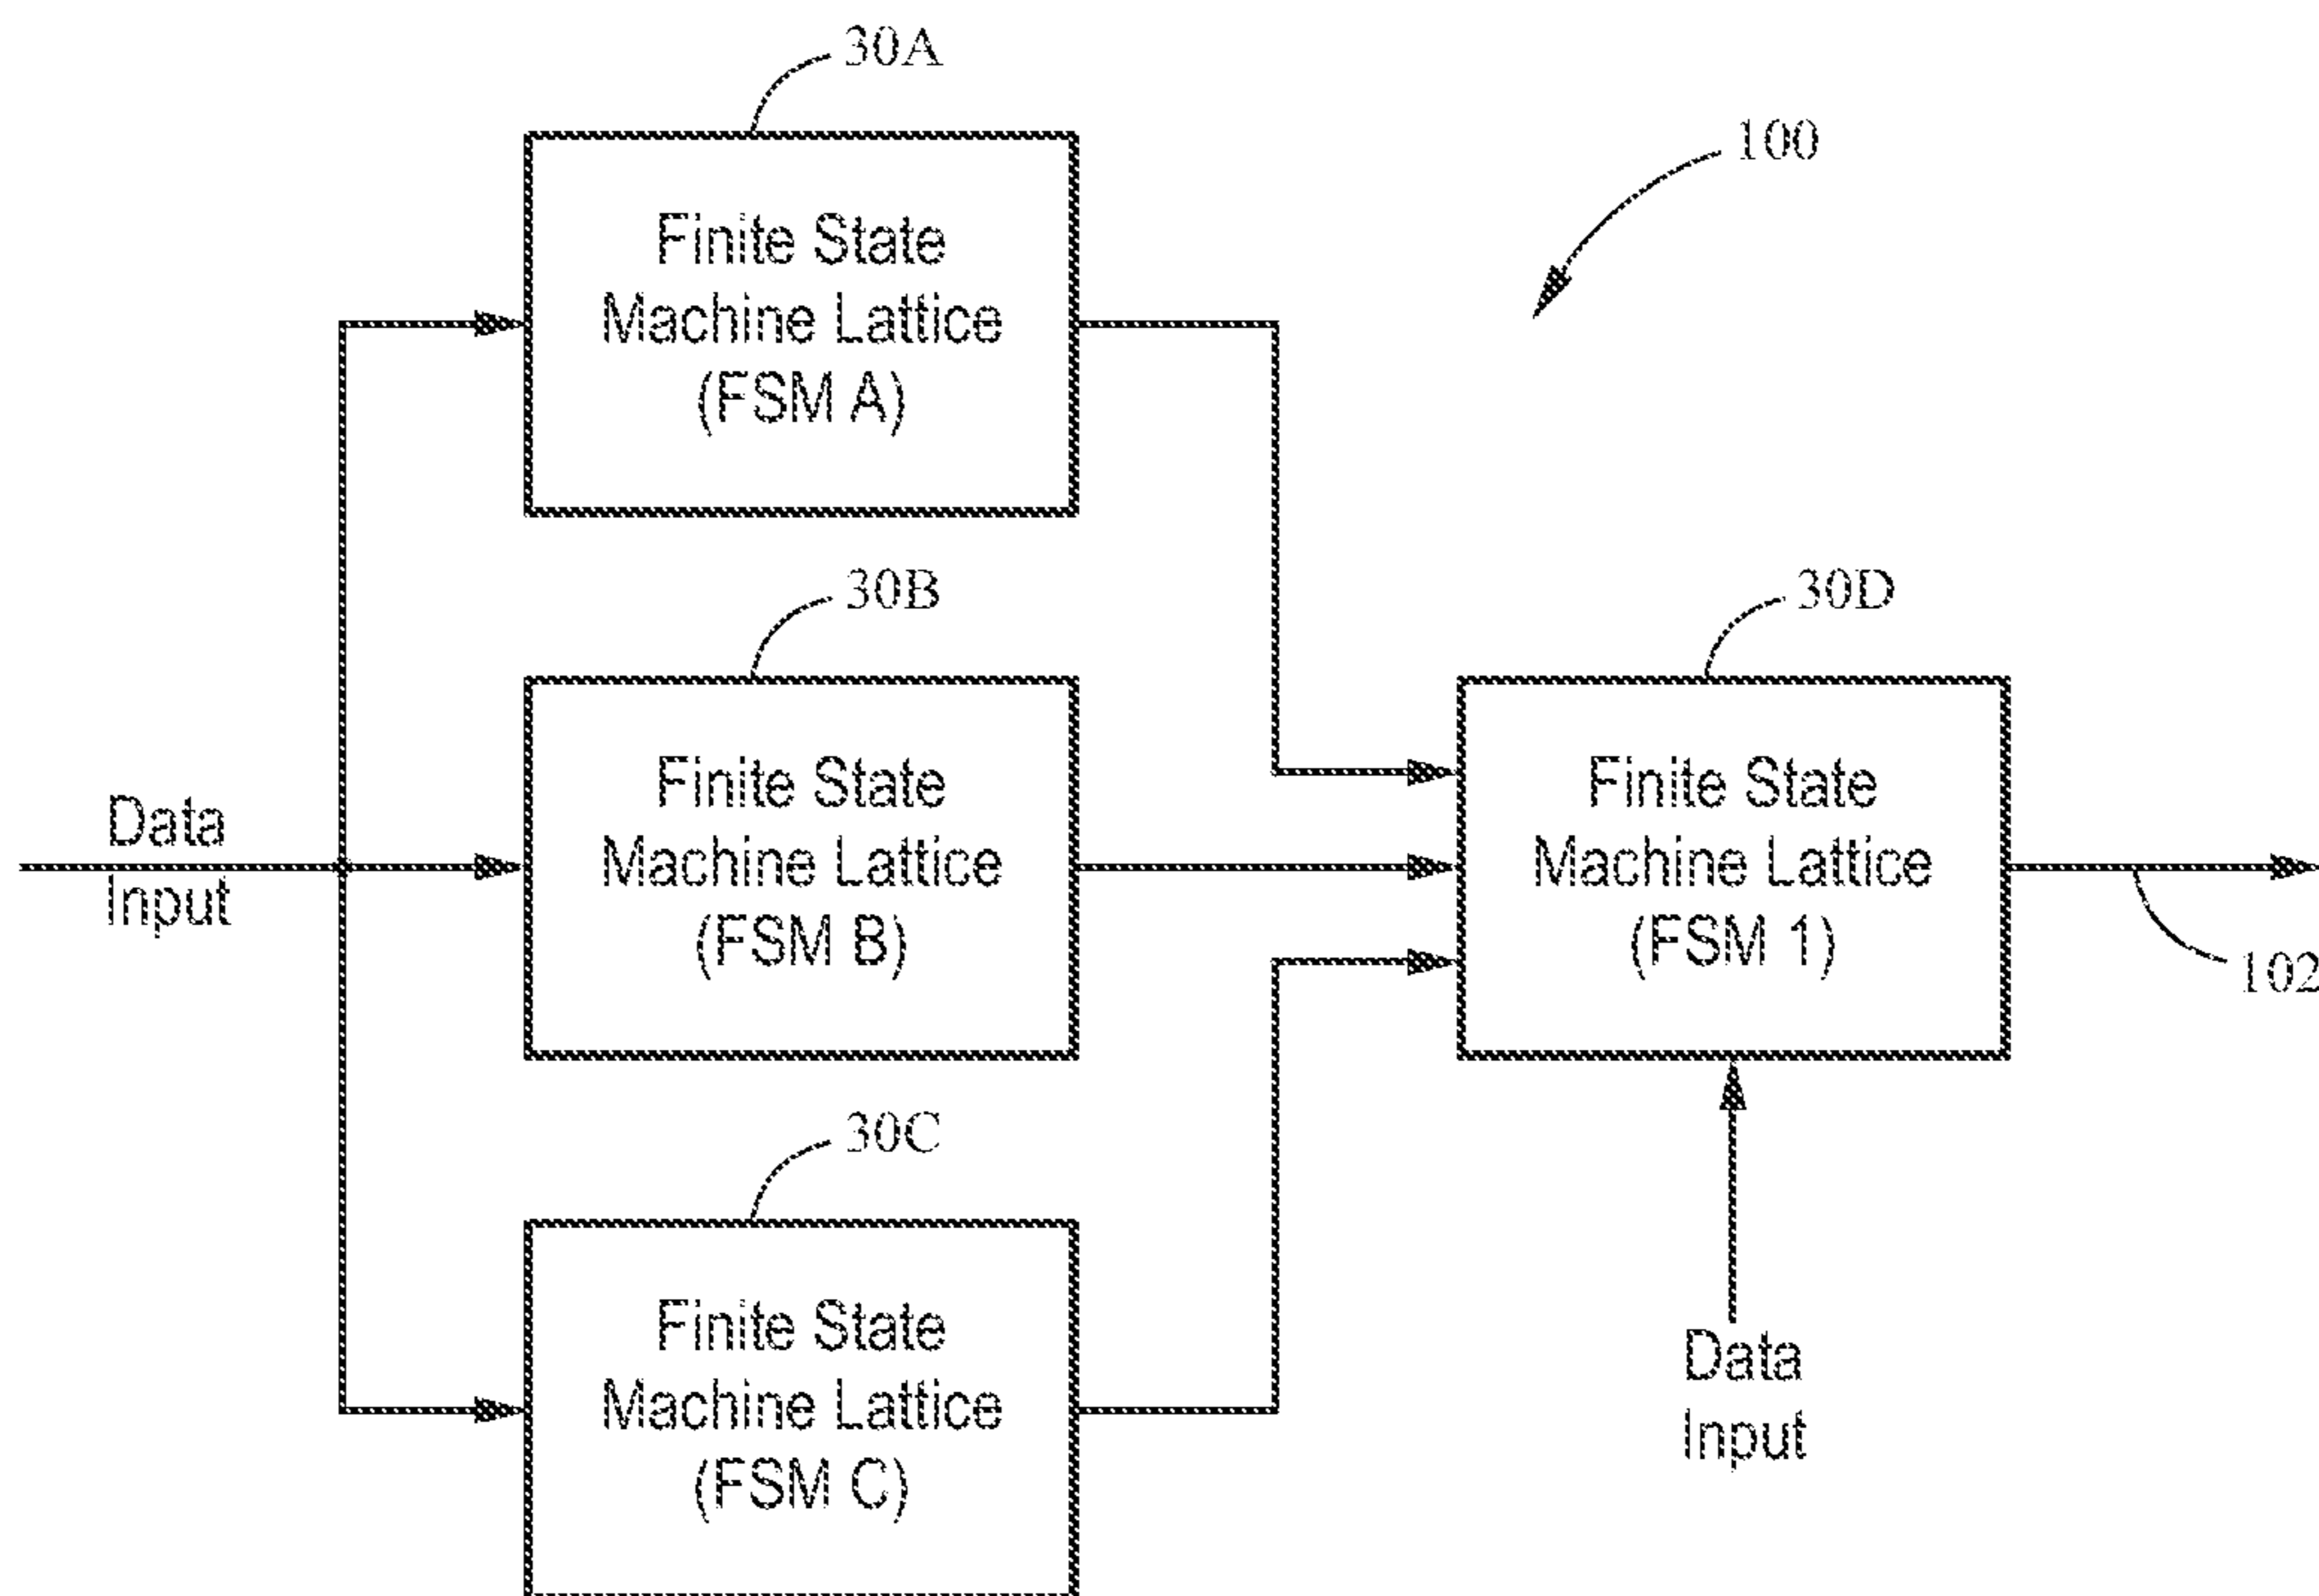 30A
100
Finite State
Machine Lattice
(FSM A)
30B
30D
Finite State
Machine Lattice
(FSM B)
Finite State
Machine Lattice
(FSM 1)
Data
Input
102
30C
Finite State
Machine Lattice
(FSM C)
Data
Input